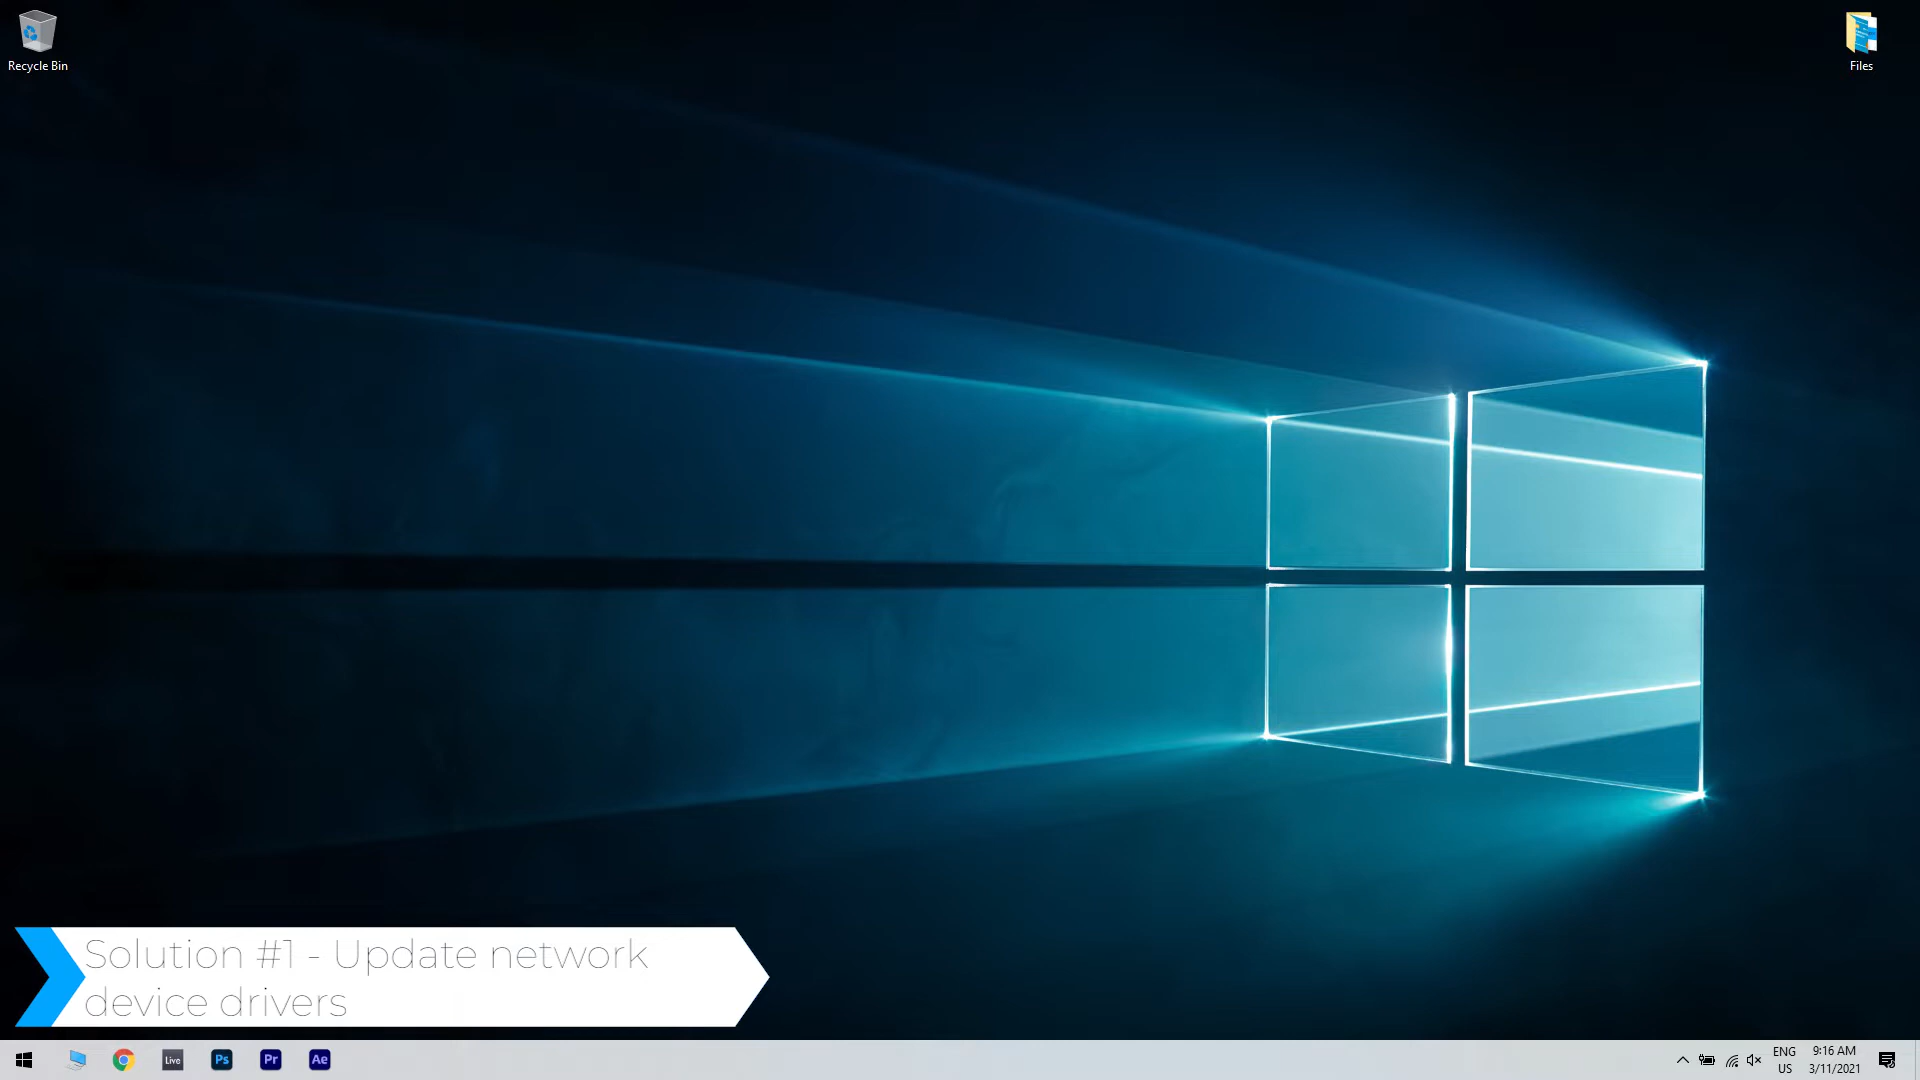 Recycle Bin
Files
Solution #1 - Update network
device drivers
Live
Ps
Pr
Ae
ENG
US
9:16 AM
3/11/2021